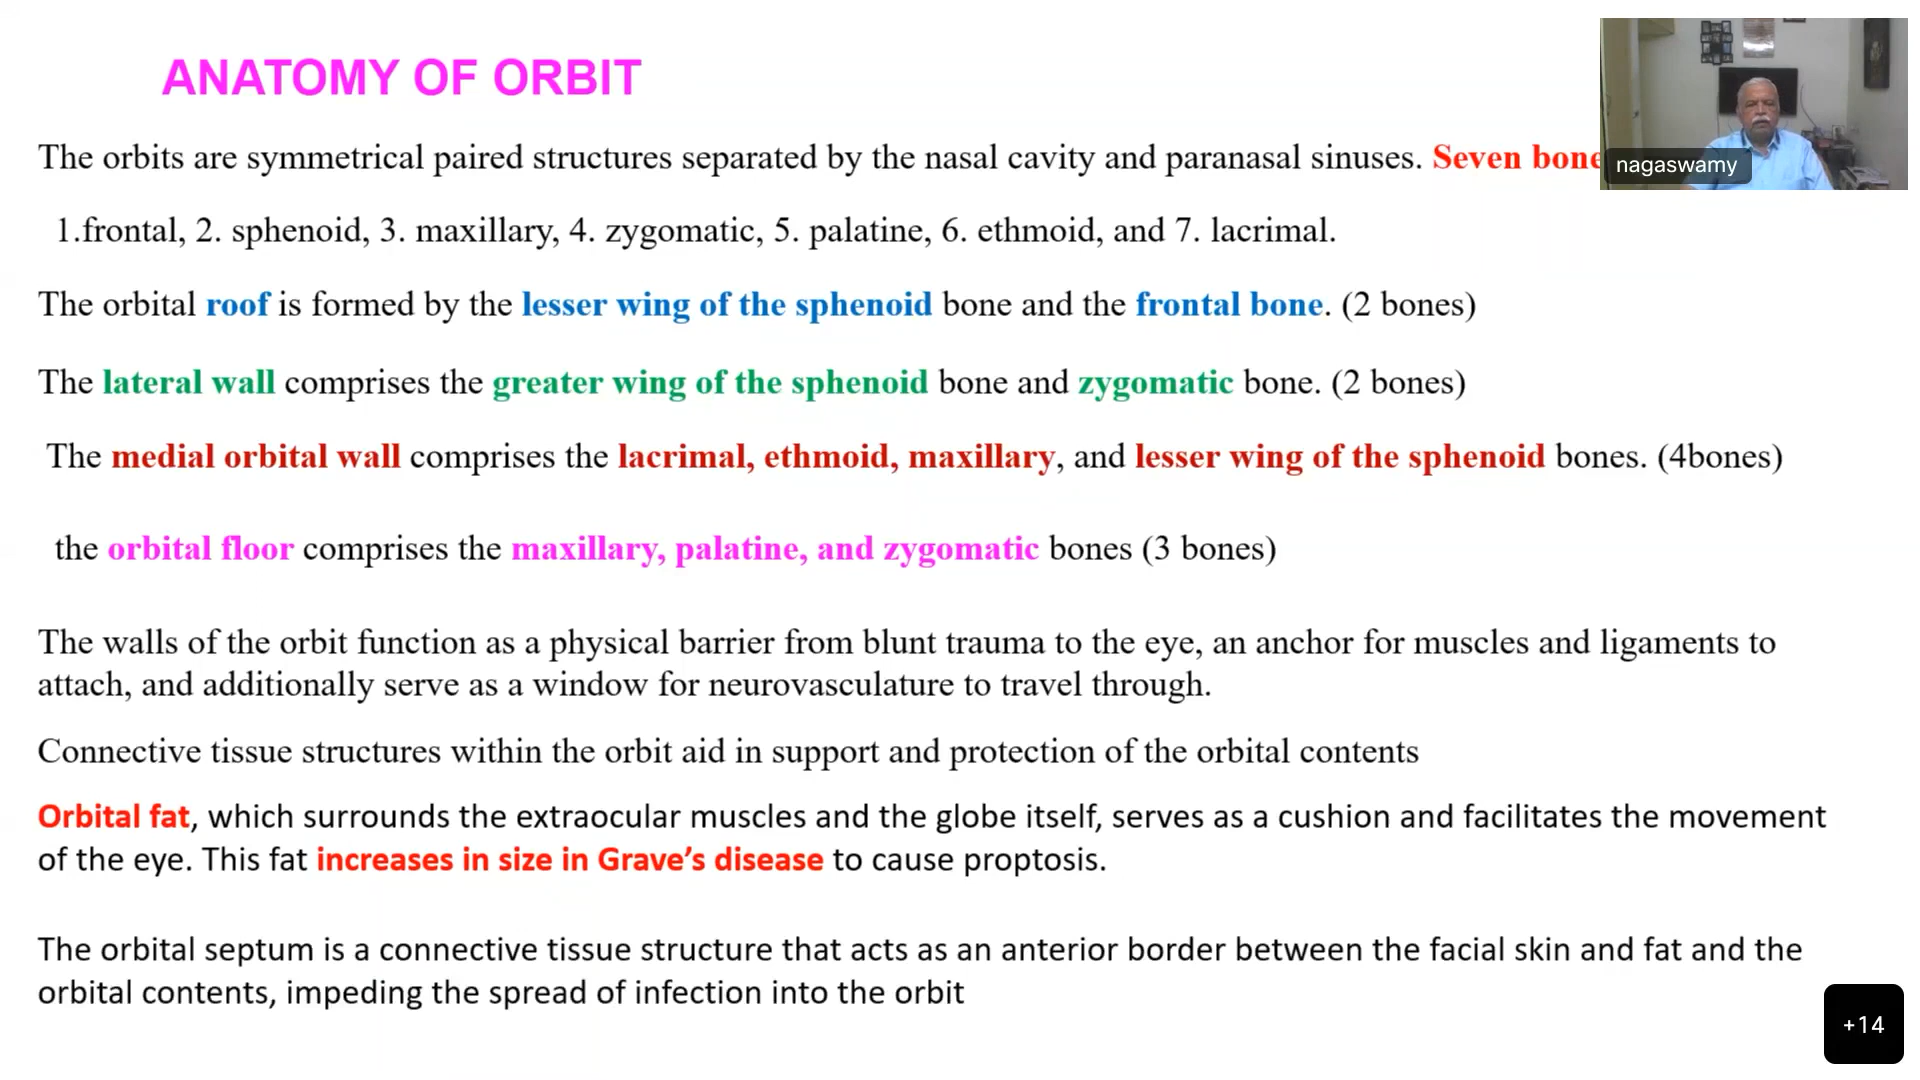 ANATOMY OF ORBIT
The orbits are symmetrical paired structures separated by the nasal cavity and paranasal sinuses. Seven bone
nagaswamy
1.frontal, 2. sphenoid, 3. maxillary, 4. zygomatic, 5. palatine, 6. ethmoid, and 7. lacrimal.
The orbital roof is formed by the lesser wing of the sphenoid bone and the frontal bone. (2 bones)
The lateral wall comprises the greater wing of the sphenoid bone and zygomatic bone. (2 bones)
The medial orbital wall comprises the lacrimal, ethmoid, maxillary, and lesser wing of the sphenoid bones. (4bones)
the orbital floor comprises the maxillary, palatine, and zygomatic bones (3 bones)
The walls of the orbit function as a physical barrier from blunt trauma to the eye, an anchor for muscles and ligaments to
attach, and additionally serve as a window for neurovasculature to travel through.
Connective tissue structures within the orbit aid in support and protection of the orbital contents
Orbital fat, which surrounds the extraocular muscles and the globe itself, serves as a cushion and facilitates the movement
of the eye. This fat increases in size in Grave’s disease to cause proptosis.
The orbital septum is a connective tissue structure that acts as an anterior border between the facial skin and fat and the
orbital contents, impeding the spread of infection into the orbit
+14